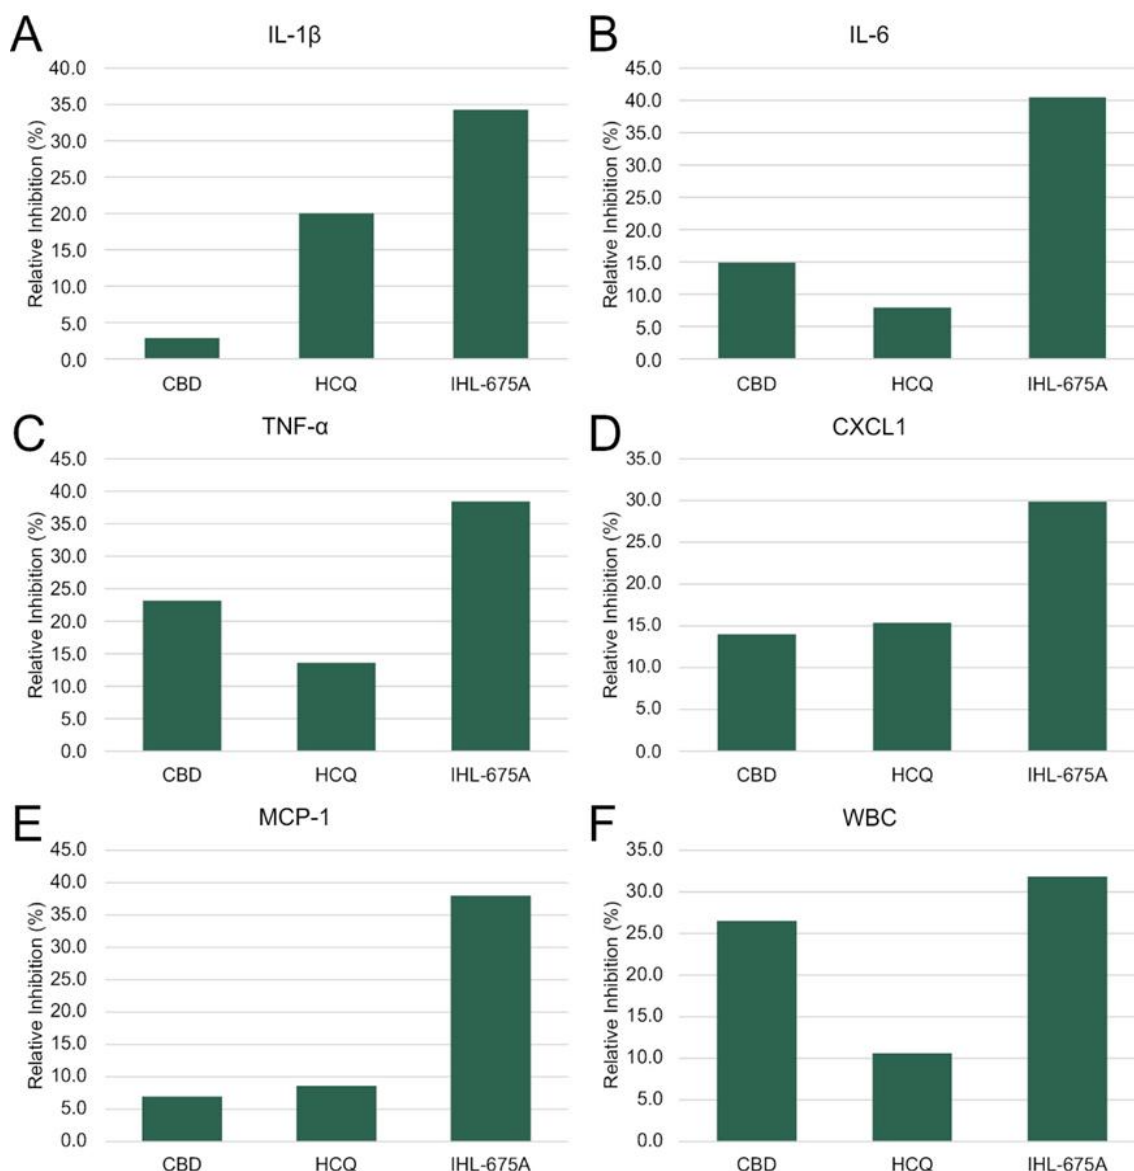 A
IL-1β
Relative Inhibition (%)
40.0
35.0
30.0
25.0
20.0
15.0
10.0
5.0
0.0
CBD HCQ IHL-675A
B
IL-6
Relative Inhibition (%)
45.0
40.0
35.0
30.0
25.0
20.0
15.0
10.0
5.0
0.0
CBD HCQ IHL-675A
C
TNF-α
Relative Inhibition (%)
45.0
40.0
35.0
30.0
25.0
20.0
15.0
10.0
5.0
0.0
CBD HCQ IHL-675A
D
CXCL1
Relative Inhibition (%)
35.0
30.0
25.0
20.0
15.0
10.0
5.0
0.0
CBD HCQ IHL-675A
E
MCP-1
Relative Inhibition (%)
45.0
40.0
35.0
30.0
25.0
20.0
15.0
10.0
5.0
0.0
CBD HCQ IHL-675A
F
WBC
Relative Inhibition (%)
35.0
30.0
25.0
20.0
15.0
10.0
5.0
0.0
CBD HCQ IHL-675A